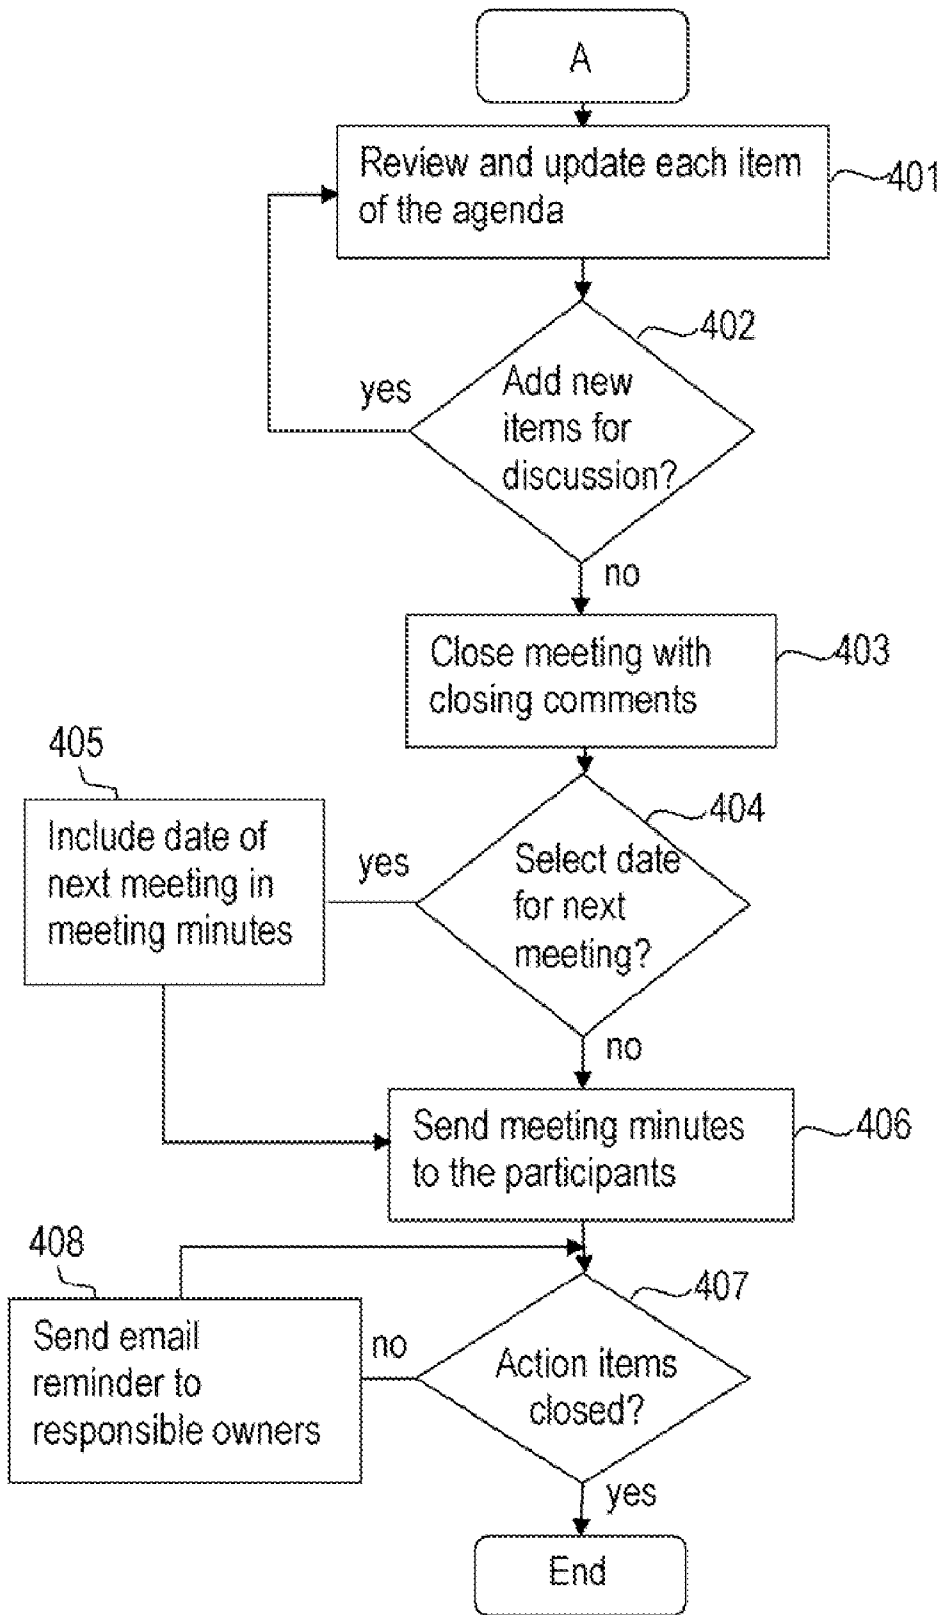 A
Review and update each item
of the agenda
401
402
yes
Add new
items for
discussion?
no
Close meeting with
closing comments
403
405
404
Include date of
next meeting in
meeting minutes
yes
Select date
for next
meeting?
no
Send meeting minutes
to the participants
406
408
407
Send email
reminder to
responsible owners
no
Action items
closed?
yes
End